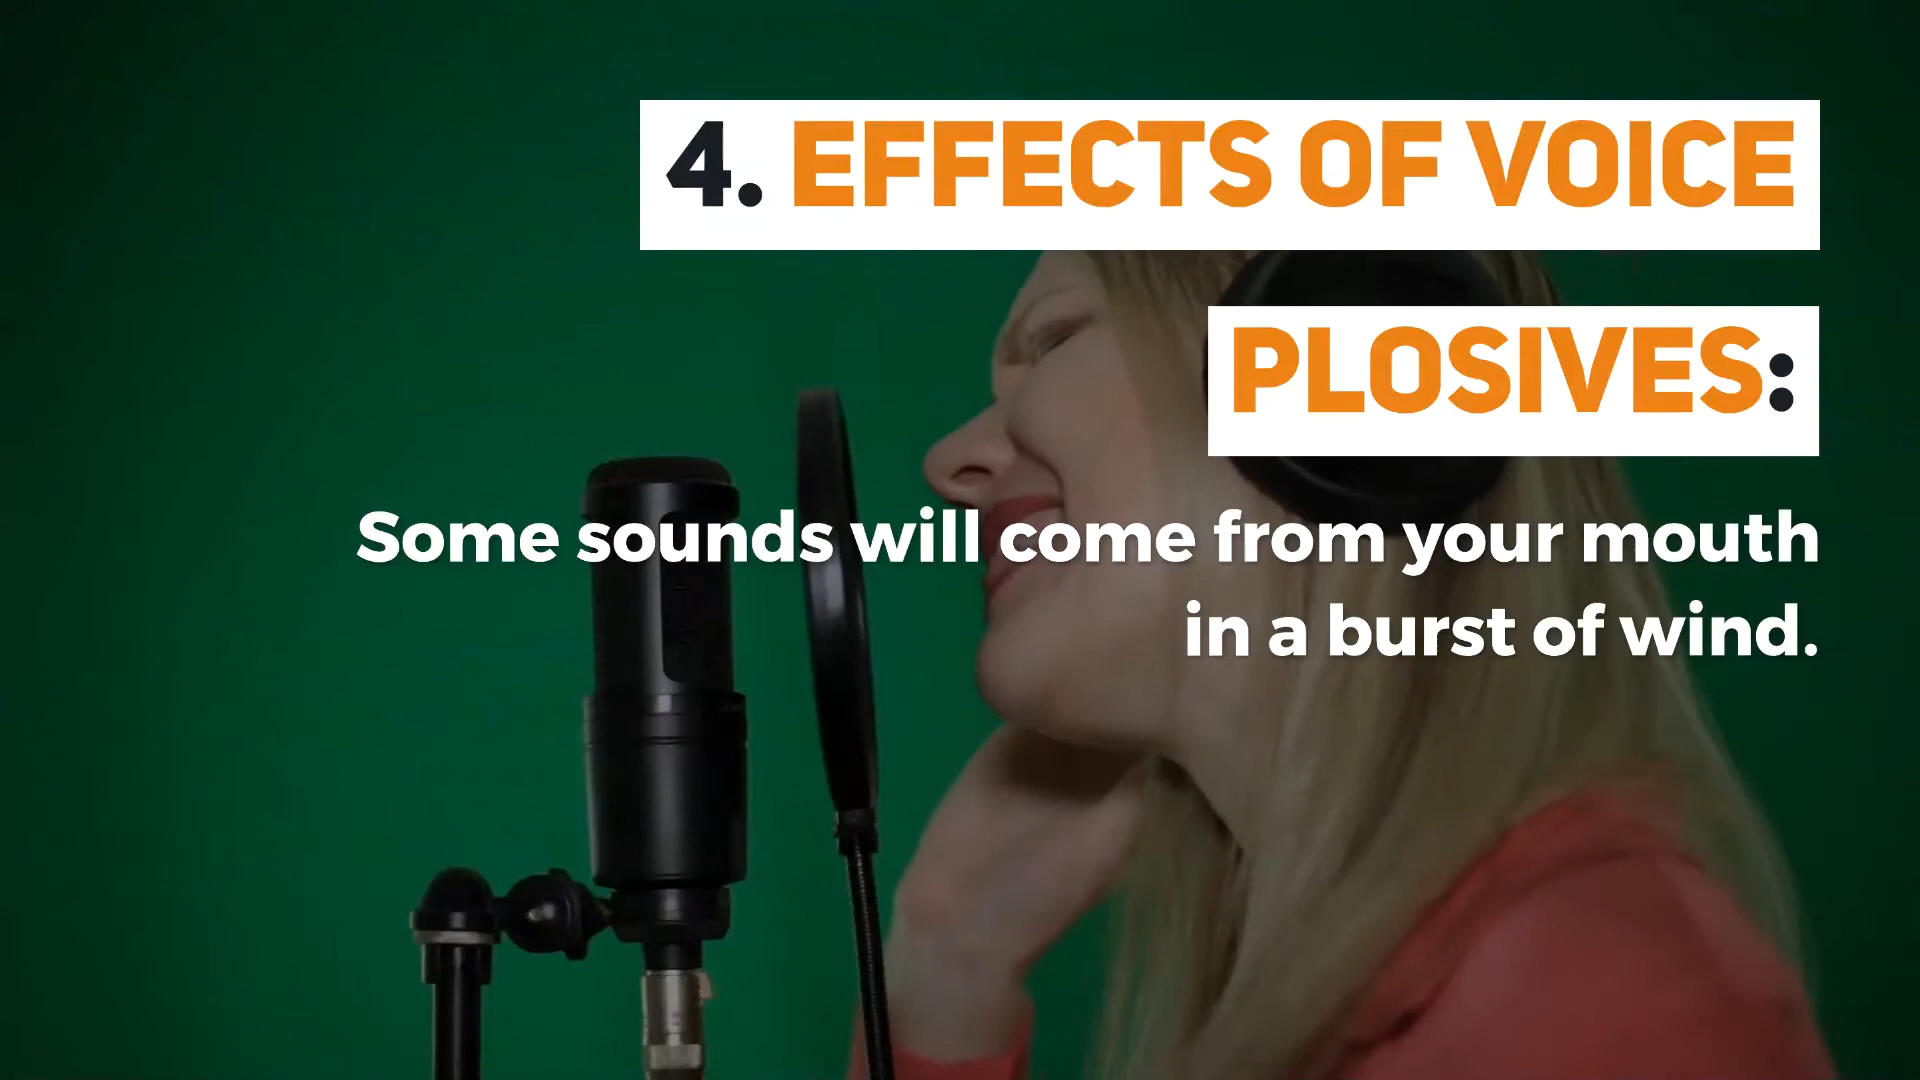 4. EFFECTS OF VOICE
PLOSIVES:
Some sounds will come from your mouth
in a burst of wind.